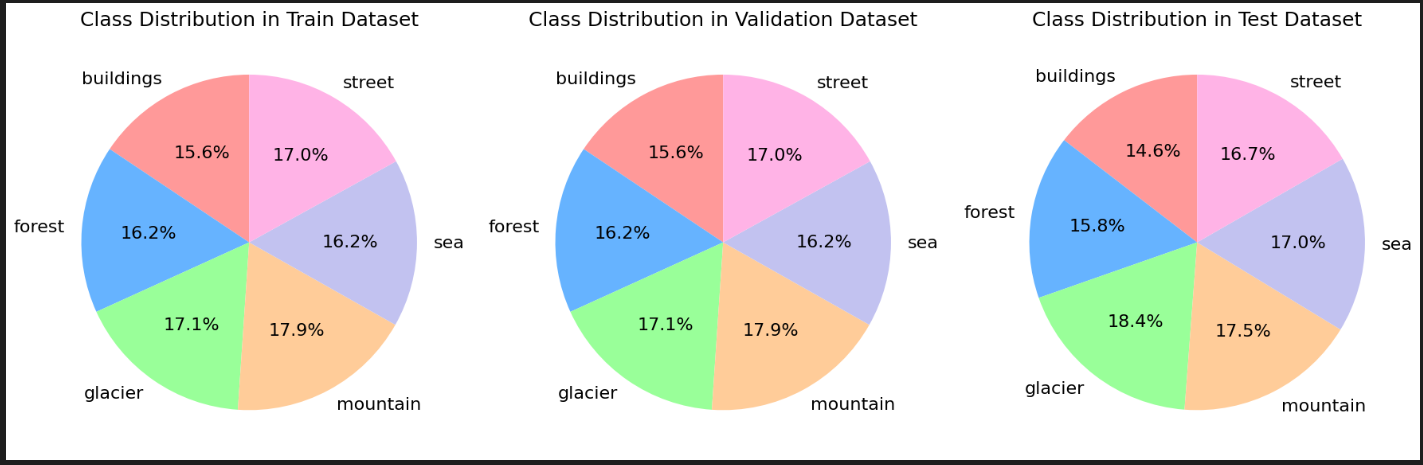 Class Distribution in Train Dataset
buildings
street
15.6%
17.0%
forest
16.2%
16.2%
sea
17.1%
17.9%
glacier
mountain
Class Distribution in Validation Dataset
buildings
street
15.6%
17.0%
forest
16.2%
16.2%
sea
17.1%
17.9%
glacier
mountain
Class Distribution in Test Dataset
buildings
street
14.6%
16.7%
forest
15.8%
17.0%
sea
18.4%
17.5%
glacier
mountain